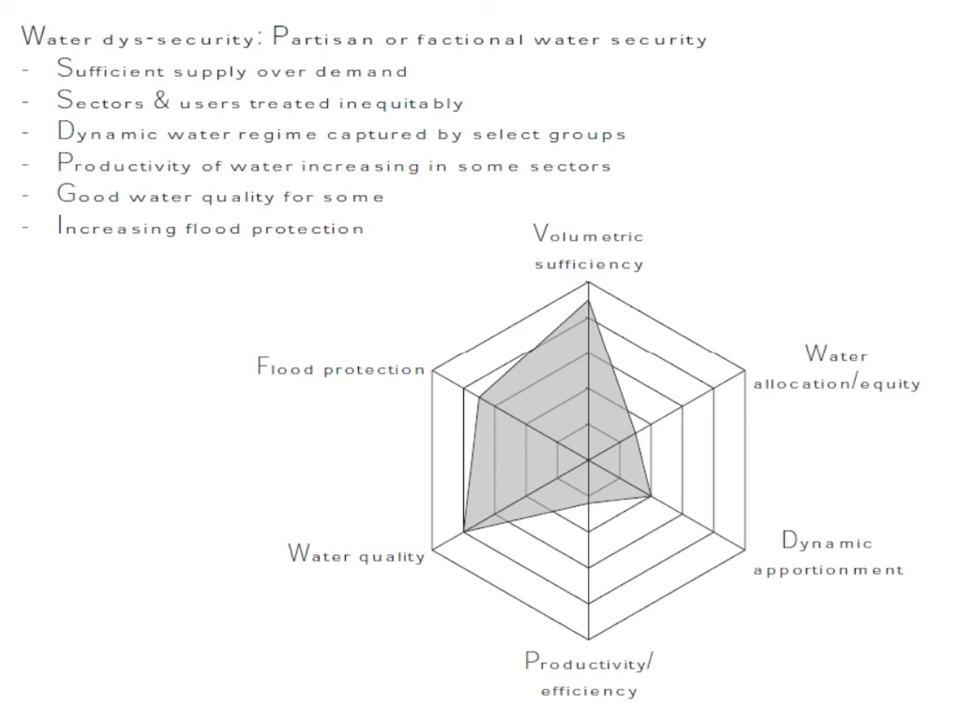 Water dys-security: Partisan or factional water security
- Sufficient supply over demand
- Sectors & users treated inequitably
- Dynamic water regime captured by select groups
- Productivity of water increasing in some sectors
- Good water quality for some
- Increasing flood protection
Volumetric
sufficiency
Water
allocation/equity
Flood protection
Dynamic
apportionment
Water quality
Productivity/
efficiency